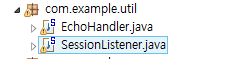 com.example.util
EchoHandler.java
SessionListener.java